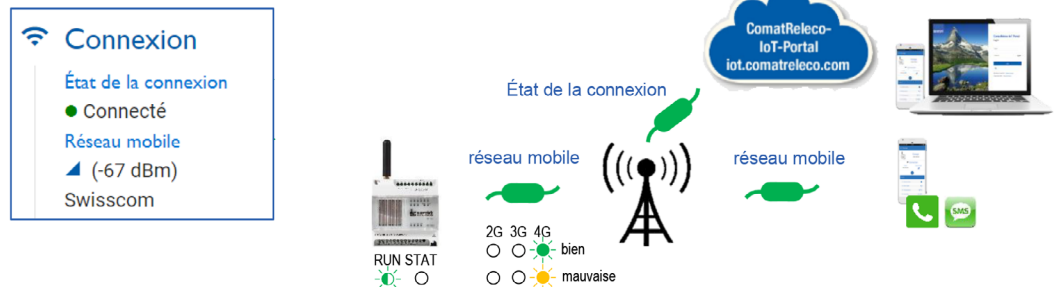 Connexion
État de la connexion
Connecté
Réseau mobile
(-67 dBm)
Swisscom
ComatReleco-
IoT-Portal
iot.comatreleco.com
État de la connexion
réseau mobile
réseau mobile
2G 3G 4G
bien
RUN STAT
mauvaise
SMS